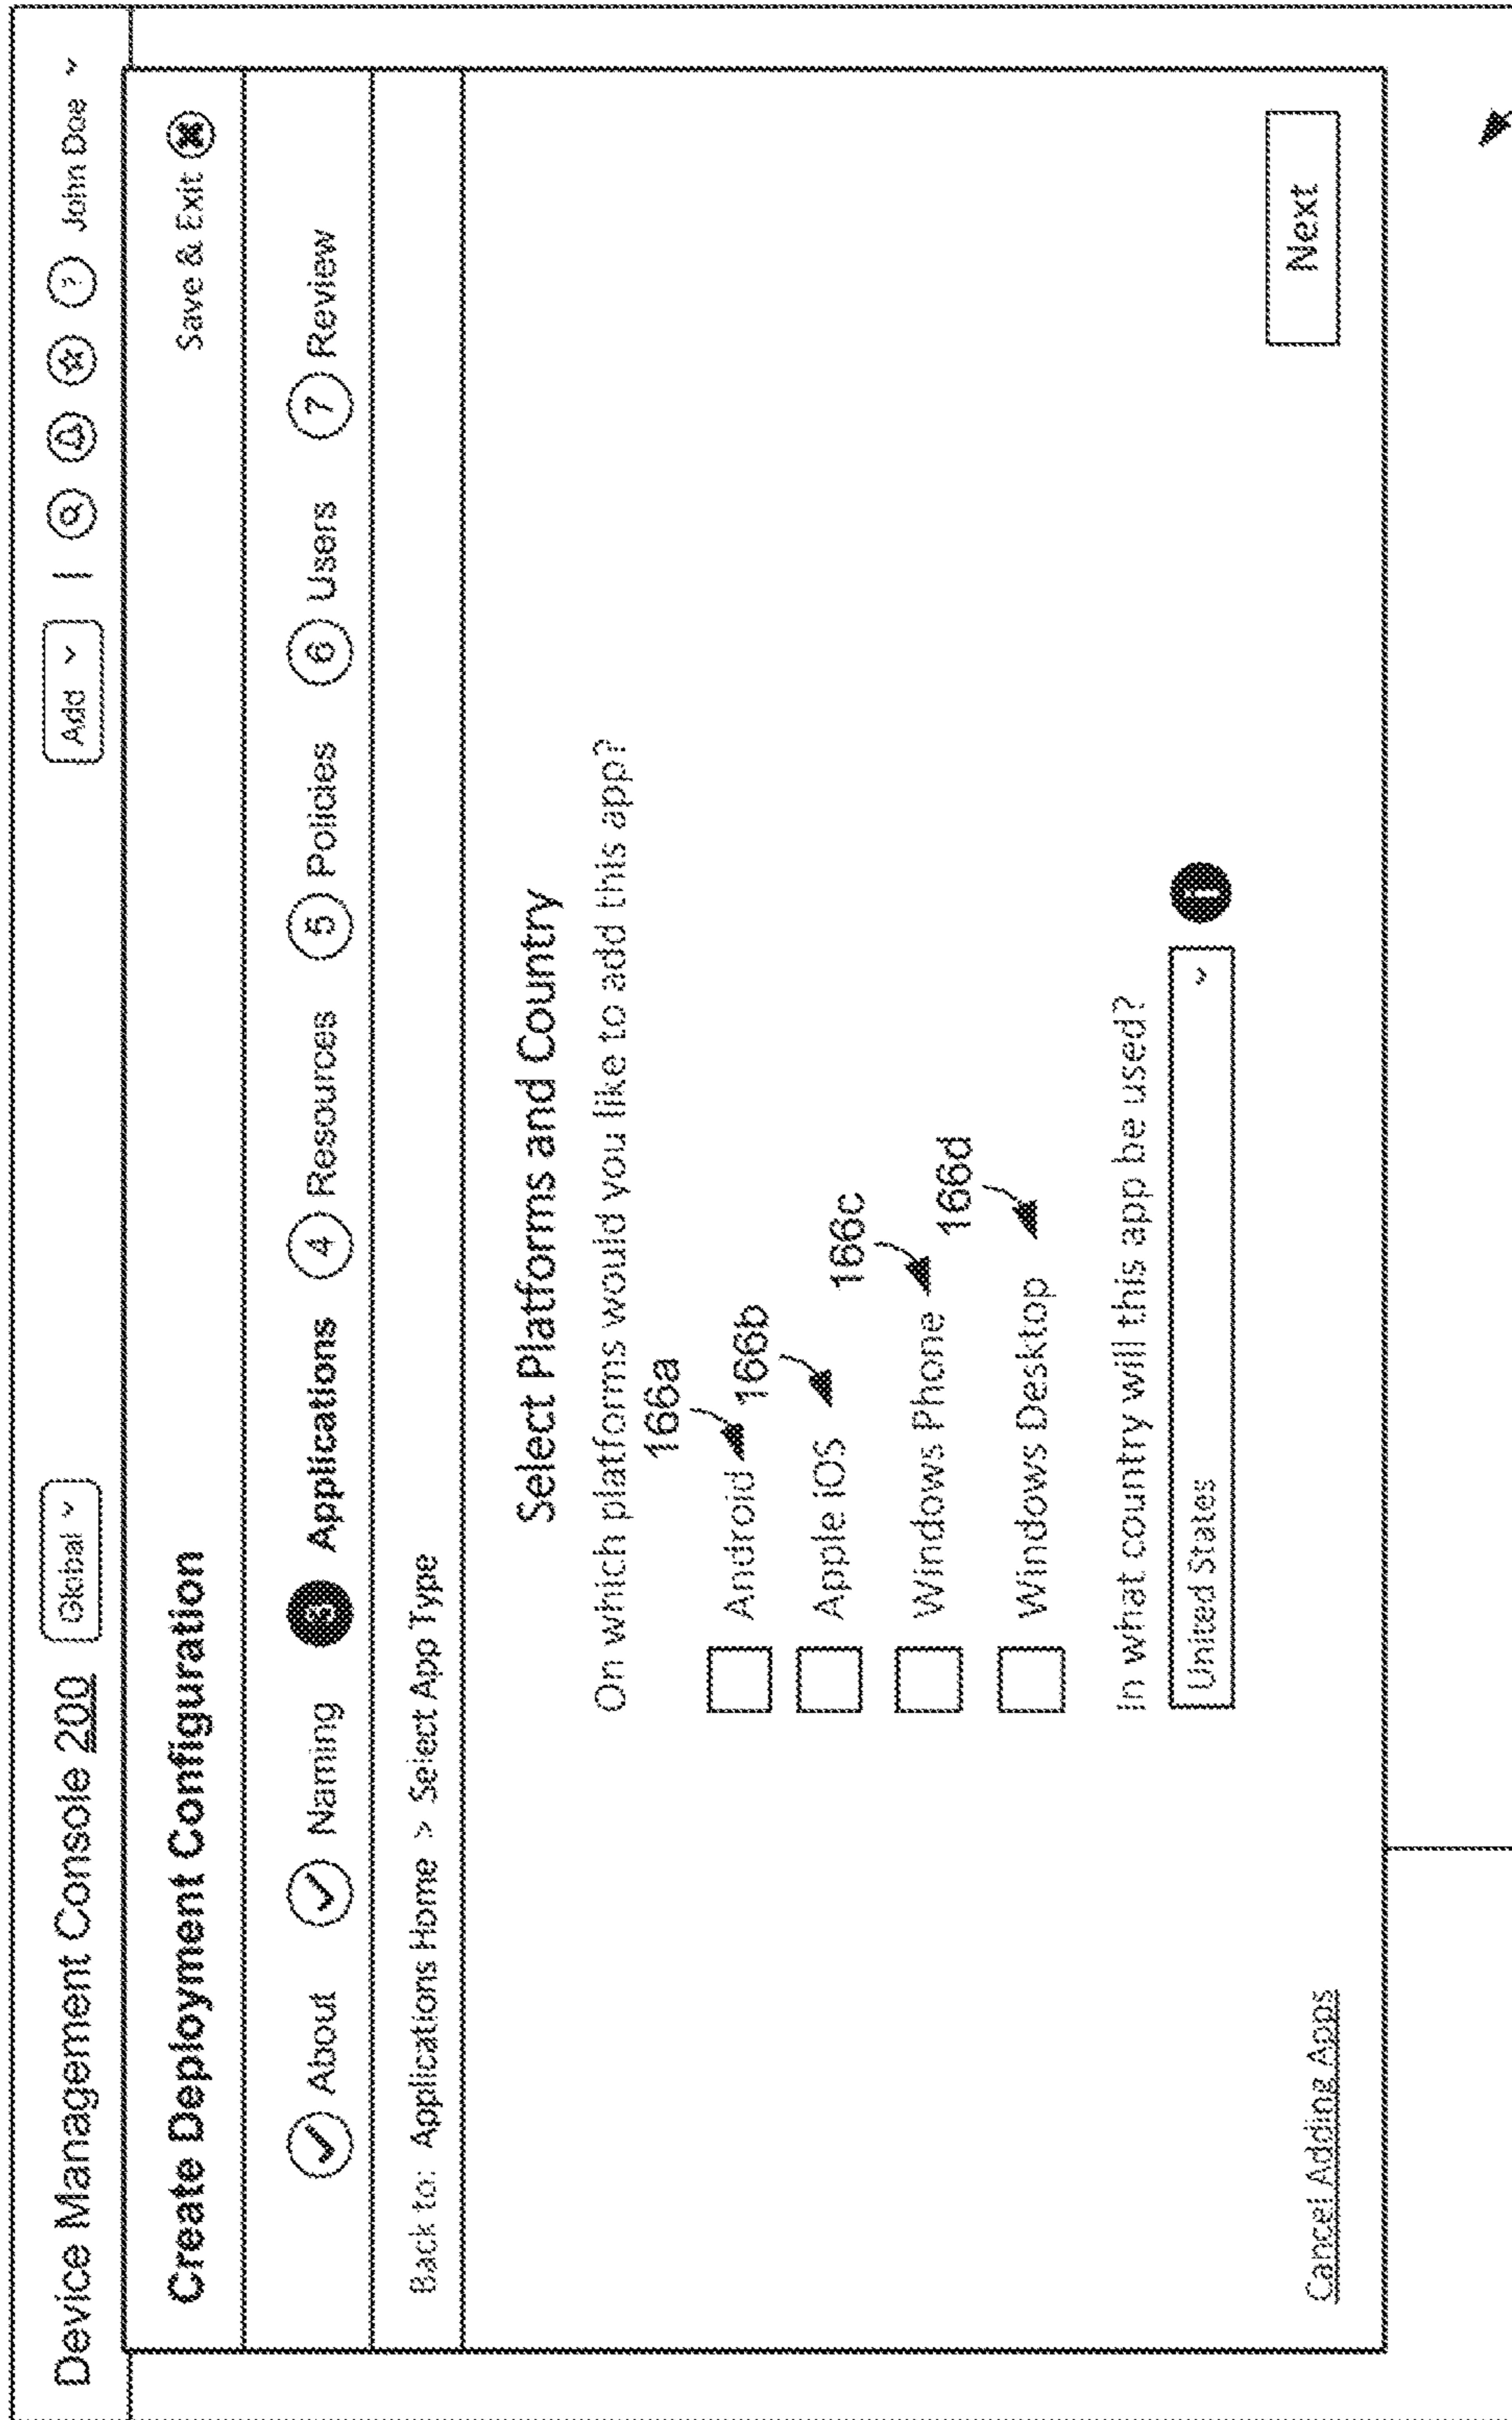 Device Management Console 200 Global Add | John Doe
Create Deployment Configuration Save & Exit
About Naming 3 Applications 4 Resources 5 Policies 6 Users 7 Review
Back to: Applications Home > Select App Type
Select Platforms and Country
On which platforms would you like to add this app?
166a
Android
166b
Apple iOS
166c
Windows Phone
166d
Windows Desktop
In what country will this app be used?
United States i
Cancel Adding Apps Next